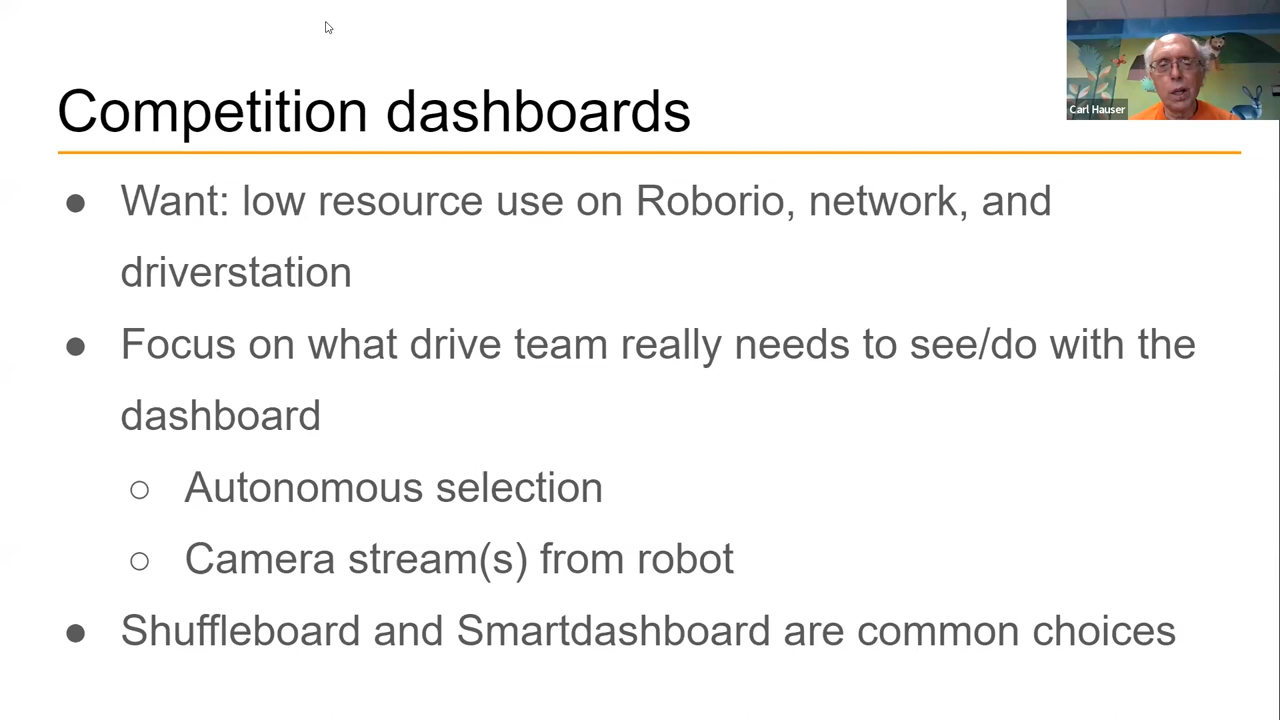 Competition dashboards
Carl Hauser
● Want: low resource use on Roborio, network, and
driverstation
● Focus on what drive team really needs to see/do with the
dashboard
○ Autonomous selection
○ Camera stream(s) from robot
● Shuffleboard and Smartdashboard are common choices